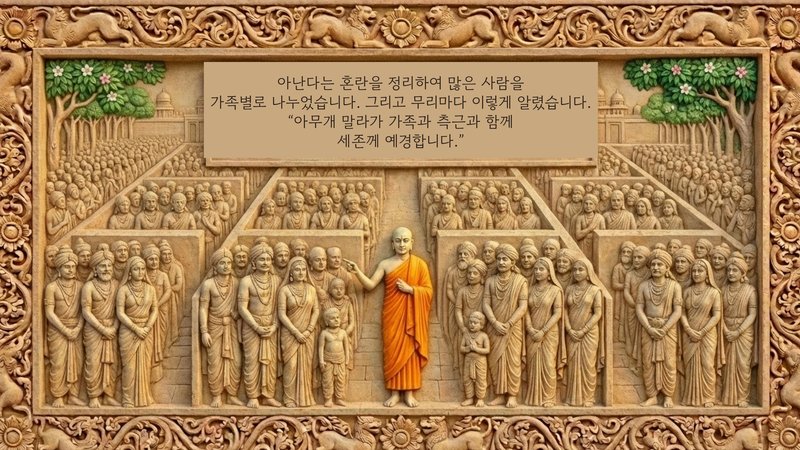 아난다는 혼란을 정리하여 많은 사람을
가족별로 나누었습니다. 그리고 무리마다 이렇게 알렸습니다.
“아무개 말라가 가족과 측근과 함께
세존께 예경합니다.”